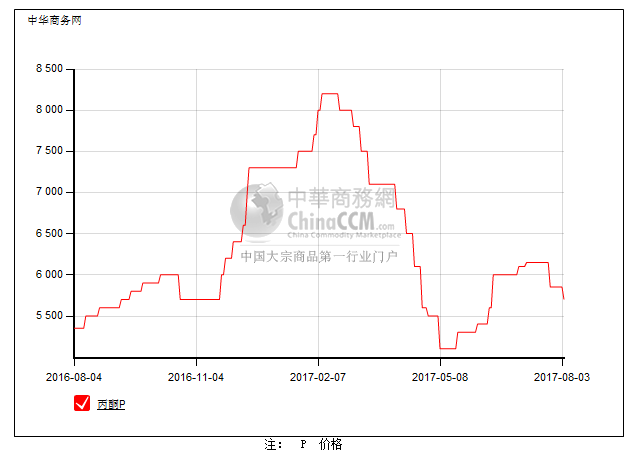 中华商务网
8 500
8 000
7 500
7 000
6 500
6 000
5 500
中華商務網
ChinaCCM.com
China Commodity Marketplace
中国大宗商品第一行业门户
2016-08-04 2016-11-04 2017-02-07 2017-05-08 2017-08-03
丙酮P
注: P 价格